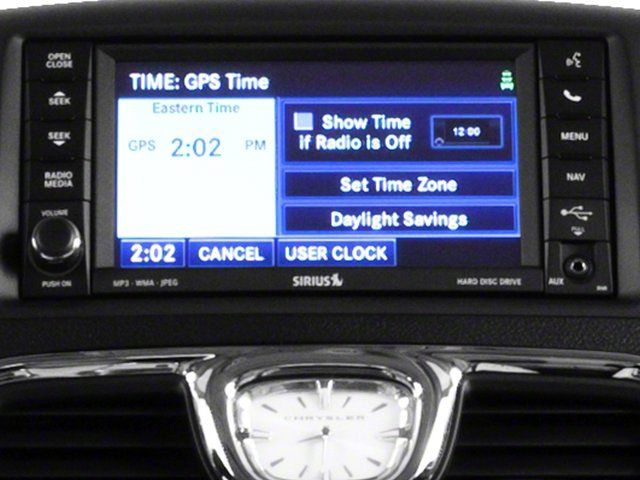 OPEN
CLOSE
SEEK
SEEK
RADIO
MEDIA
VOLUME
PUSH ON
TIME: GPS Time
Eastern Time
GPS 2:02 PM
Show Time
if Radio is Off
12:00
Set Time Zone
Daylight Savings
2:02 CANCEL USER CLOCK
MP3 · WMA · JPEG
SIRIUS
HARD DISC DRIVE
MENU
NAV
PULL
AUX
CHRYSLER